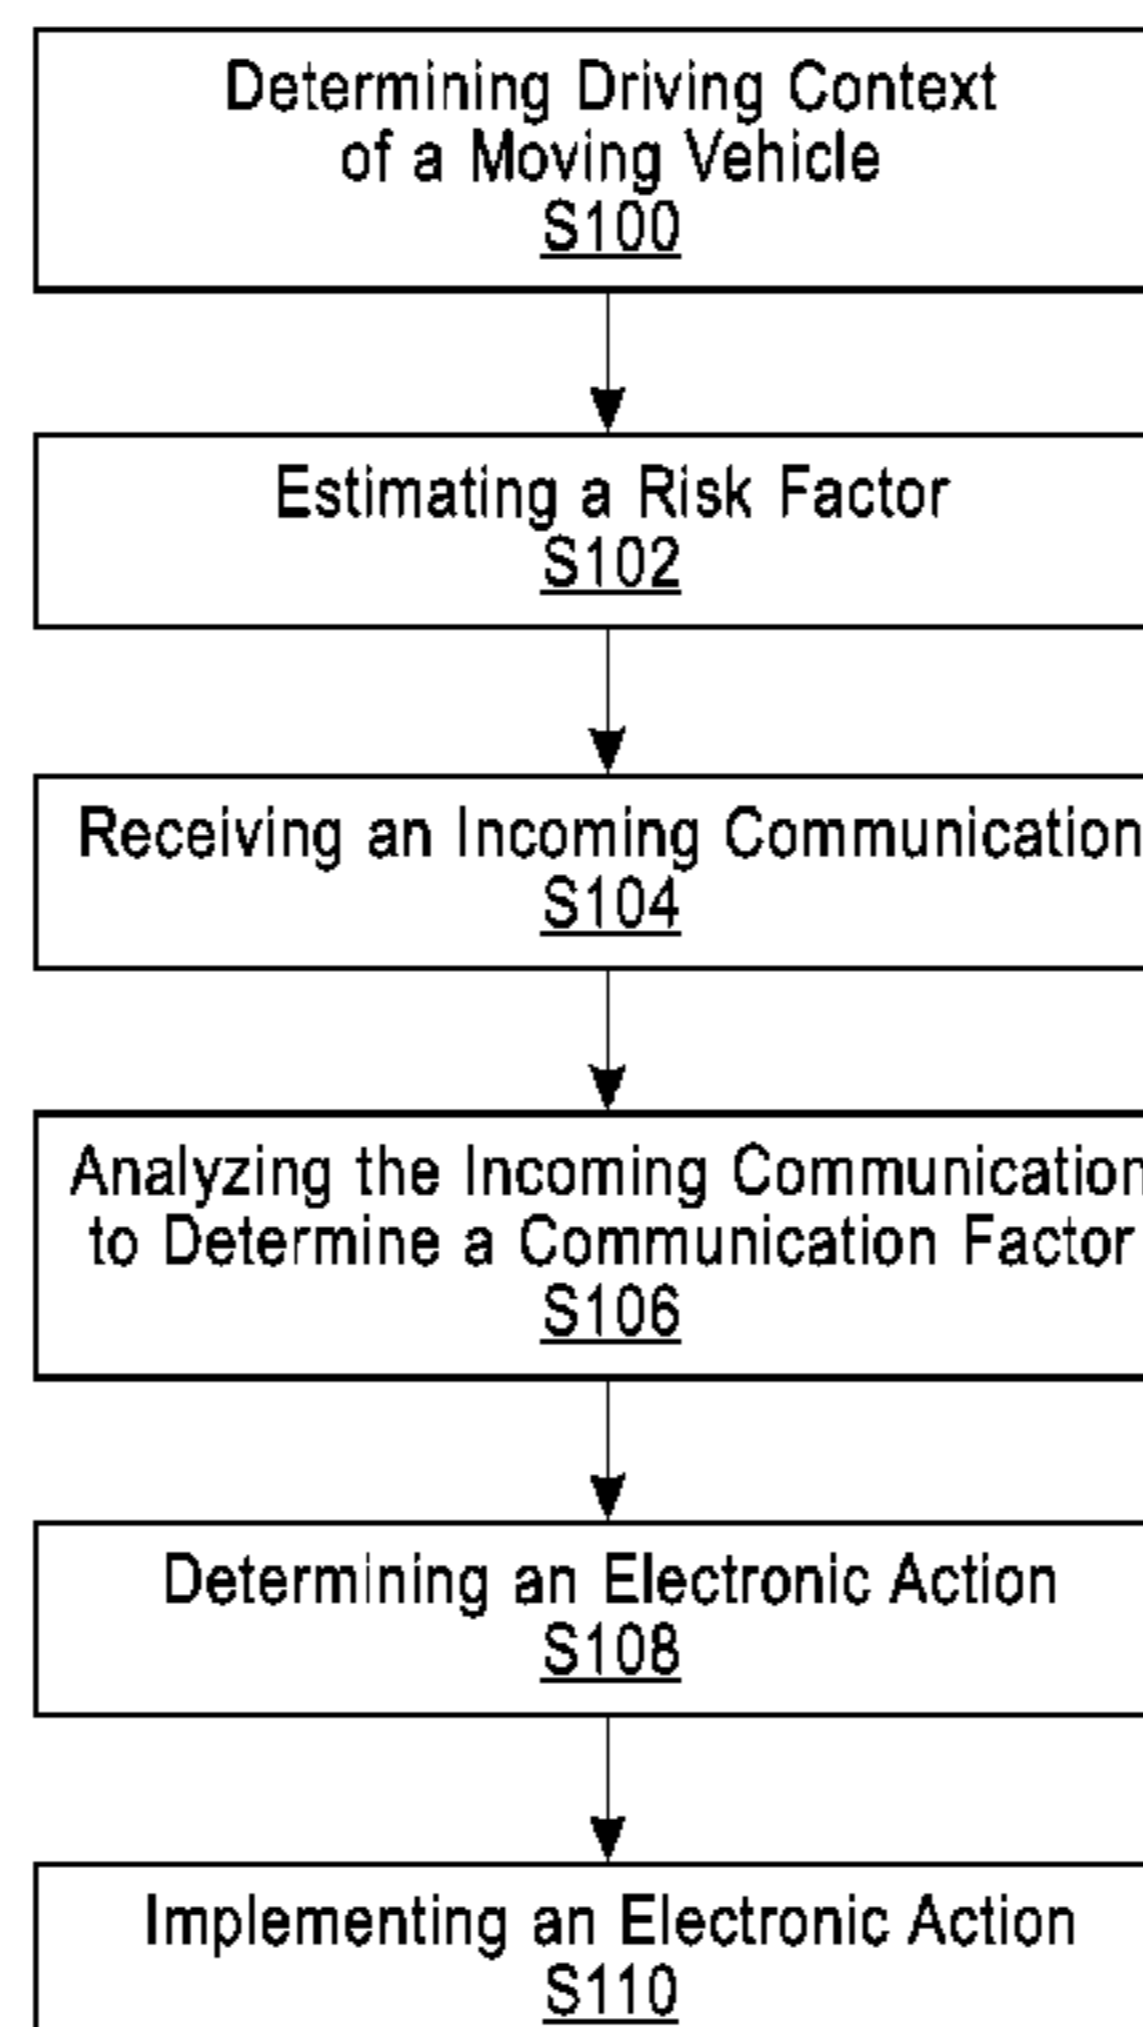 Determining Driving Context
of a Moving Vehicle
S100
Estimating a Risk Factor
S102
Receiving an Incoming Communication
S104
Analyzing the Incoming Communication
to Determine a Communication Factor
S106
Determining an Electronic Action
S108
Implementing an Electronic Action
S110